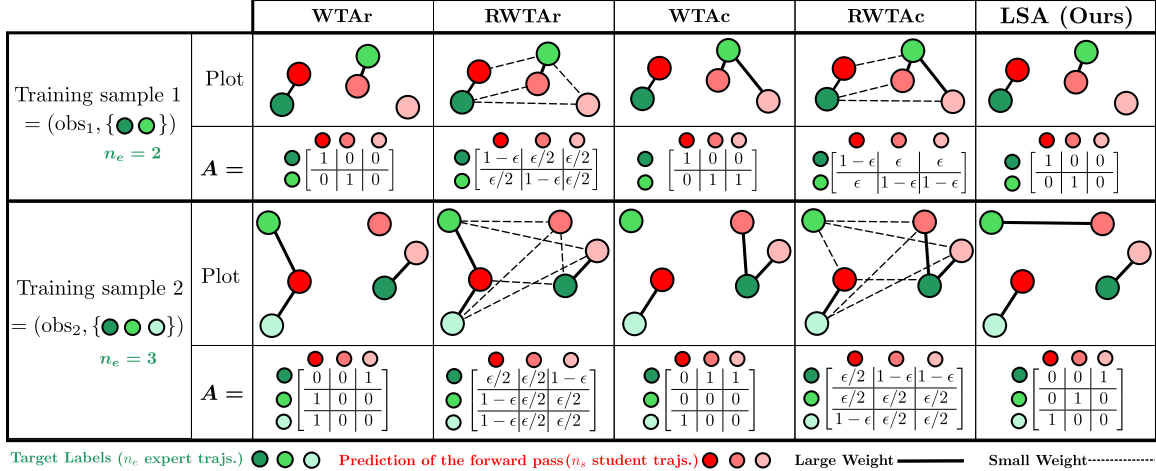 WTAr RWTAr WTAc RWTAc LSA (Ours)
Training sample 1
= (obs₁, { })
nₑ = 2
Plot
A =
1 0 0
0 1 0
1 − ϵ ϵ/2 ϵ/2
ϵ/2 1 − ϵ ϵ/2
1 0 0
0 1 1
1 − ϵ ϵ ϵ
ϵ 1 − ϵ 1 − ϵ
1 0 0
0 1 0
Training sample 2
= (obs₂, { })
nₑ = 3
Plot
A =
0 0 1
1 0 0
1 0 0
ϵ/2 ϵ/2 1 − ϵ
1 − ϵ ϵ/2 ϵ/2
1 − ϵ ϵ/2 ϵ/2
0 1 1
0 0 0
1 0 0
ϵ/2 1 − ϵ 1 − ϵ
ϵ/2 ϵ/2 ϵ/2
1 − ϵ ϵ/2 ϵ/2
0 0 1
0 1 0
1 0 0
Target Labels (nₑ expert trajs.) Prediction of the forward pass(nₛ student trajs.) Large Weight Small Weight